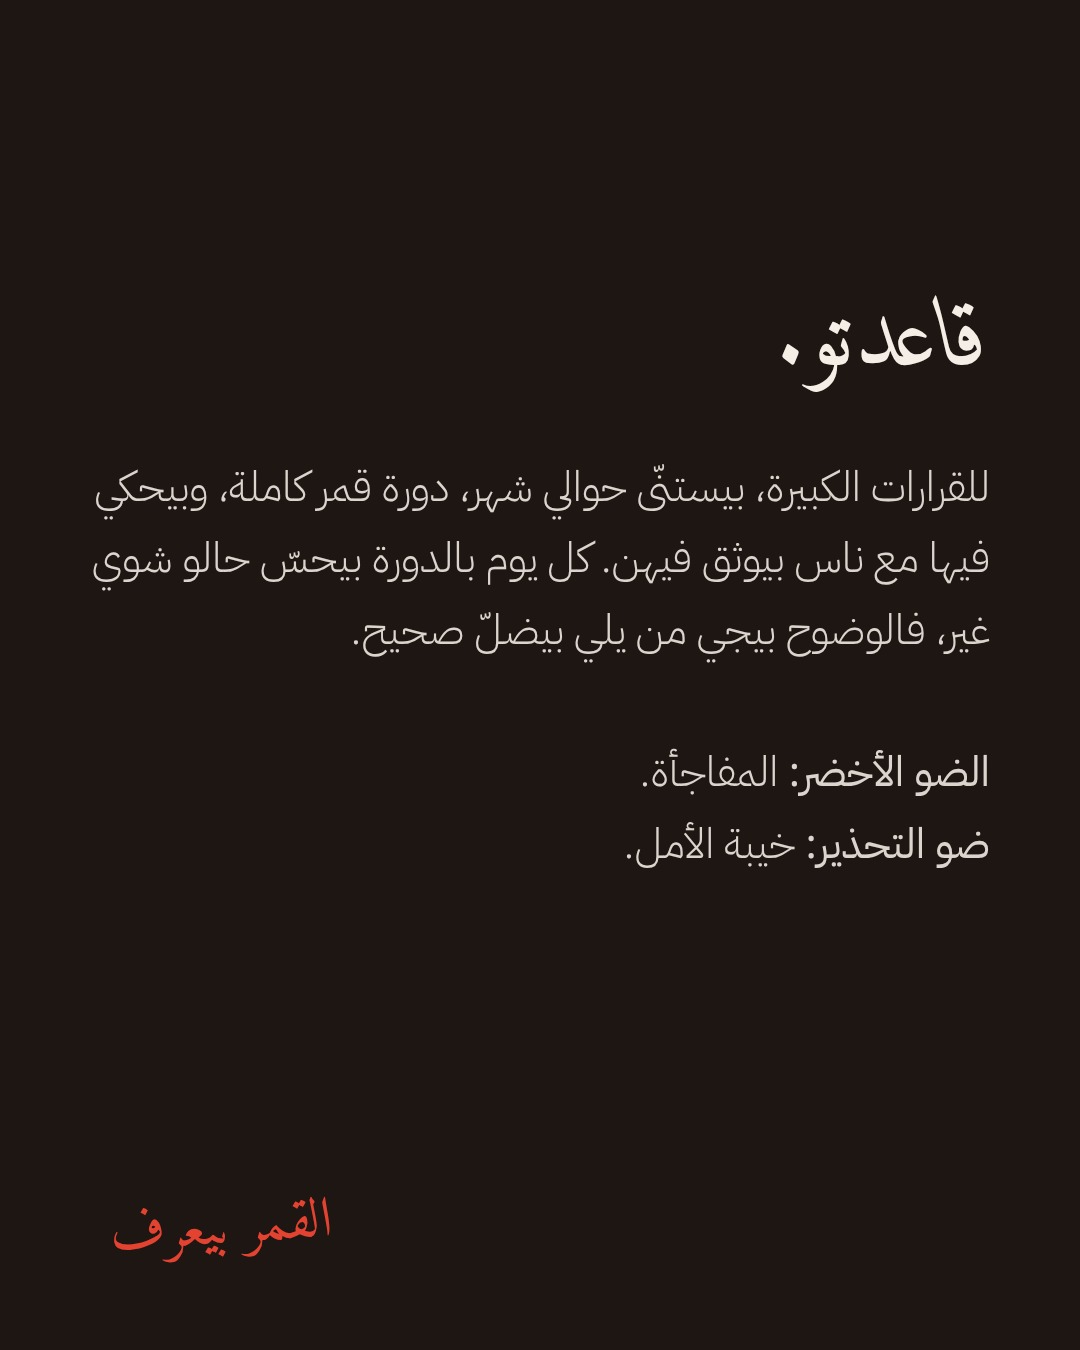 قاعدتو.
للقرارات الكبيرة، بيستنّى حوالي شهر، دورة قمر كاملة، وبيحكي
فيها مع ناس بيوثق فيهن. كل يوم بالدورة بيحسّ حالو شوي
غير، فالوضوح بيجي من يلي بيضلّ صحيح.
الضو الأخضر: المفاجأة.
ضو التحذير: خيبة الأمل.
القمر بيعرف